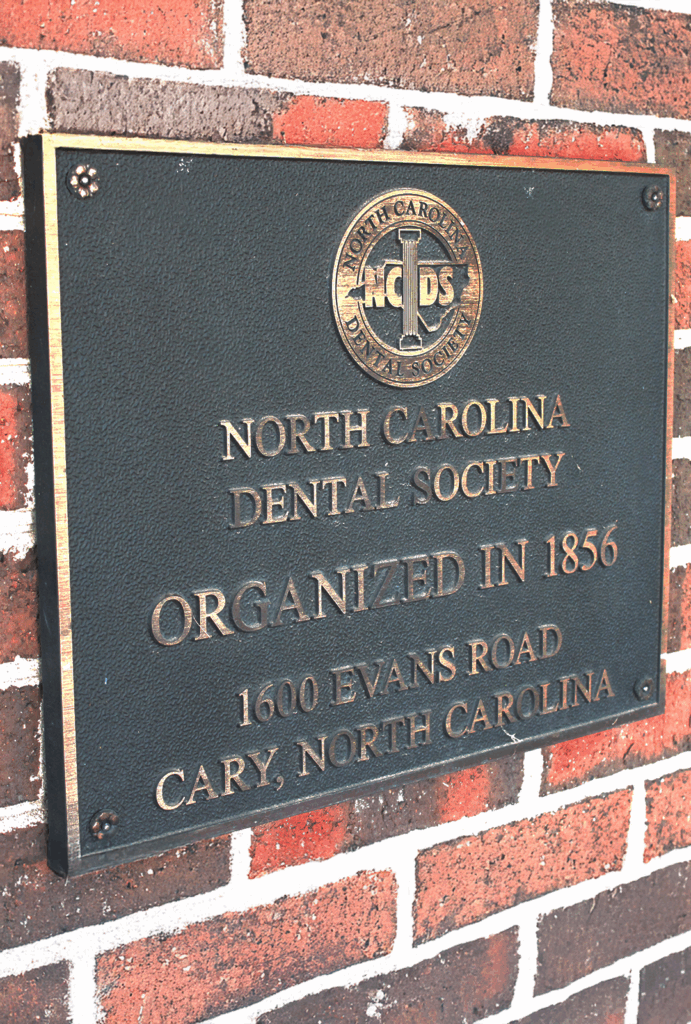 NORTH CAROLINA
NCDS
DENTAL SOCIETY
NORTH CAROLINA
DENTAL SOCIETY
ORGANIZED IN 1856
1600 EVANS ROAD
CARY, NORTH CAROLINA